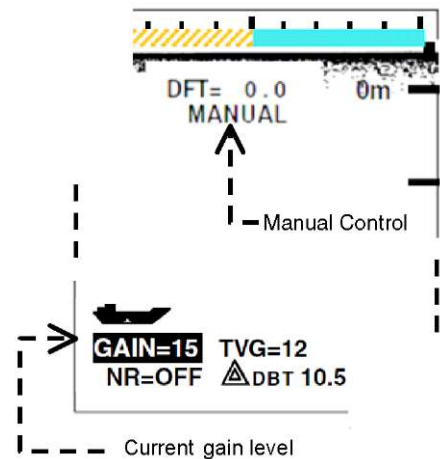 DFT= 0.0 0m
MANUAL
Manual Control
GAIN=15 TVG=12
NR=OFF DBT 10.5
Current gain level